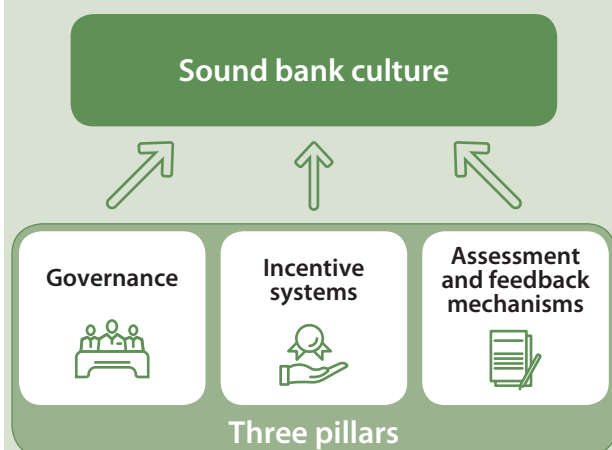 Sound bank culture
Governance
Incentive
systems
Assessment
and feedback
mechanisms
Three pillars